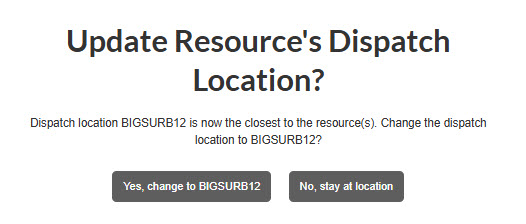 Update Resource's Dispatch
Location?
Dispatch location BIGSURB12 is now the closest to the resource(s). Change the dispatch
location to BIGSURB12?
Yes, change to BIGSURB12
No, stay at location